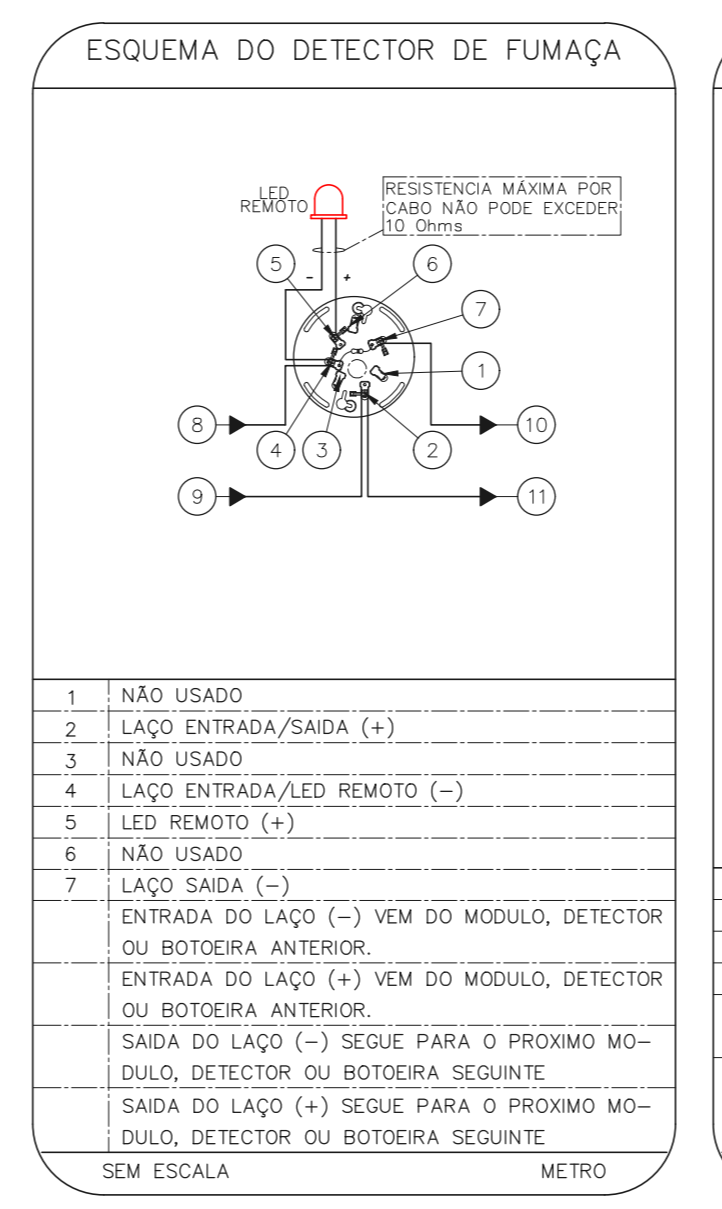 ESQUEMA DO DETECTOR DE FUMAÇA
LED
REMOTO
RESISTENCIA MÁXIMA POR
CABO NÃO PODE EXCEDER
10 Ohms
5
- +
6
7
1
8
4
3
2
10
9
11
1 NÃO USADO
2 LAÇO ENTRADA/SAIDA (+)
3 NÃO USADO
4 LAÇO ENTRADA/LED REMOTO (-)
5 LED REMOTO (+)
6 NÃO USADO
7 LAÇO SAIDA (-)
ENTRADA DO LAÇO (-) VEM DO MODULO, DETECTOR
OU BOTOEIRA ANTERIOR.
ENTRADA DO LAÇO (+) VEM DO MODULO, DETECTOR
OU BOTOEIRA ANTERIOR.
SAIDA DO LAÇO (-) SEGUE PARA O PROXIMO MO-
DULO, DETECTOR OU BOTOEIRA SEGUINTE
SAIDA DO LAÇO (+) SEGUE PARA O PROXIMO MO-
DULO, DETECTOR OU BOTOEIRA SEGUINTE
SEM ESCALA METRO